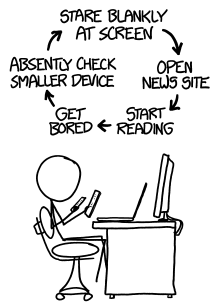 STARE BLANKLY
AT SCREEN
OPEN
NEWS SITE
START
READING
GET
BORED
ABSENTLY CHECK
SMALLER DEVICE